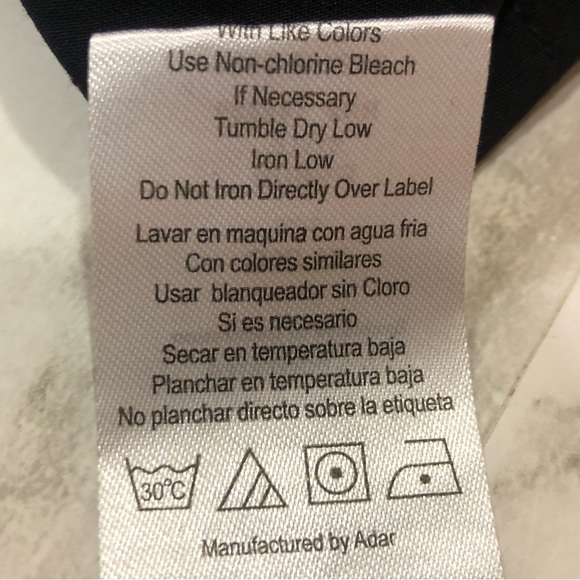 With Like Colors
Use Non-chlorine Bleach
If Necessary
Tumble Dry Low
Iron Low
Do Not Iron Directly Over Label
Lavar en maquina con agua fria
Con colores similares
Usar blanqueador sin Cloro
Si es necesario
Secar en temperatura baja
Planchar en temperatura baja
No planchar directo sobre la etiqueta
30°C
Manufactured by Adar